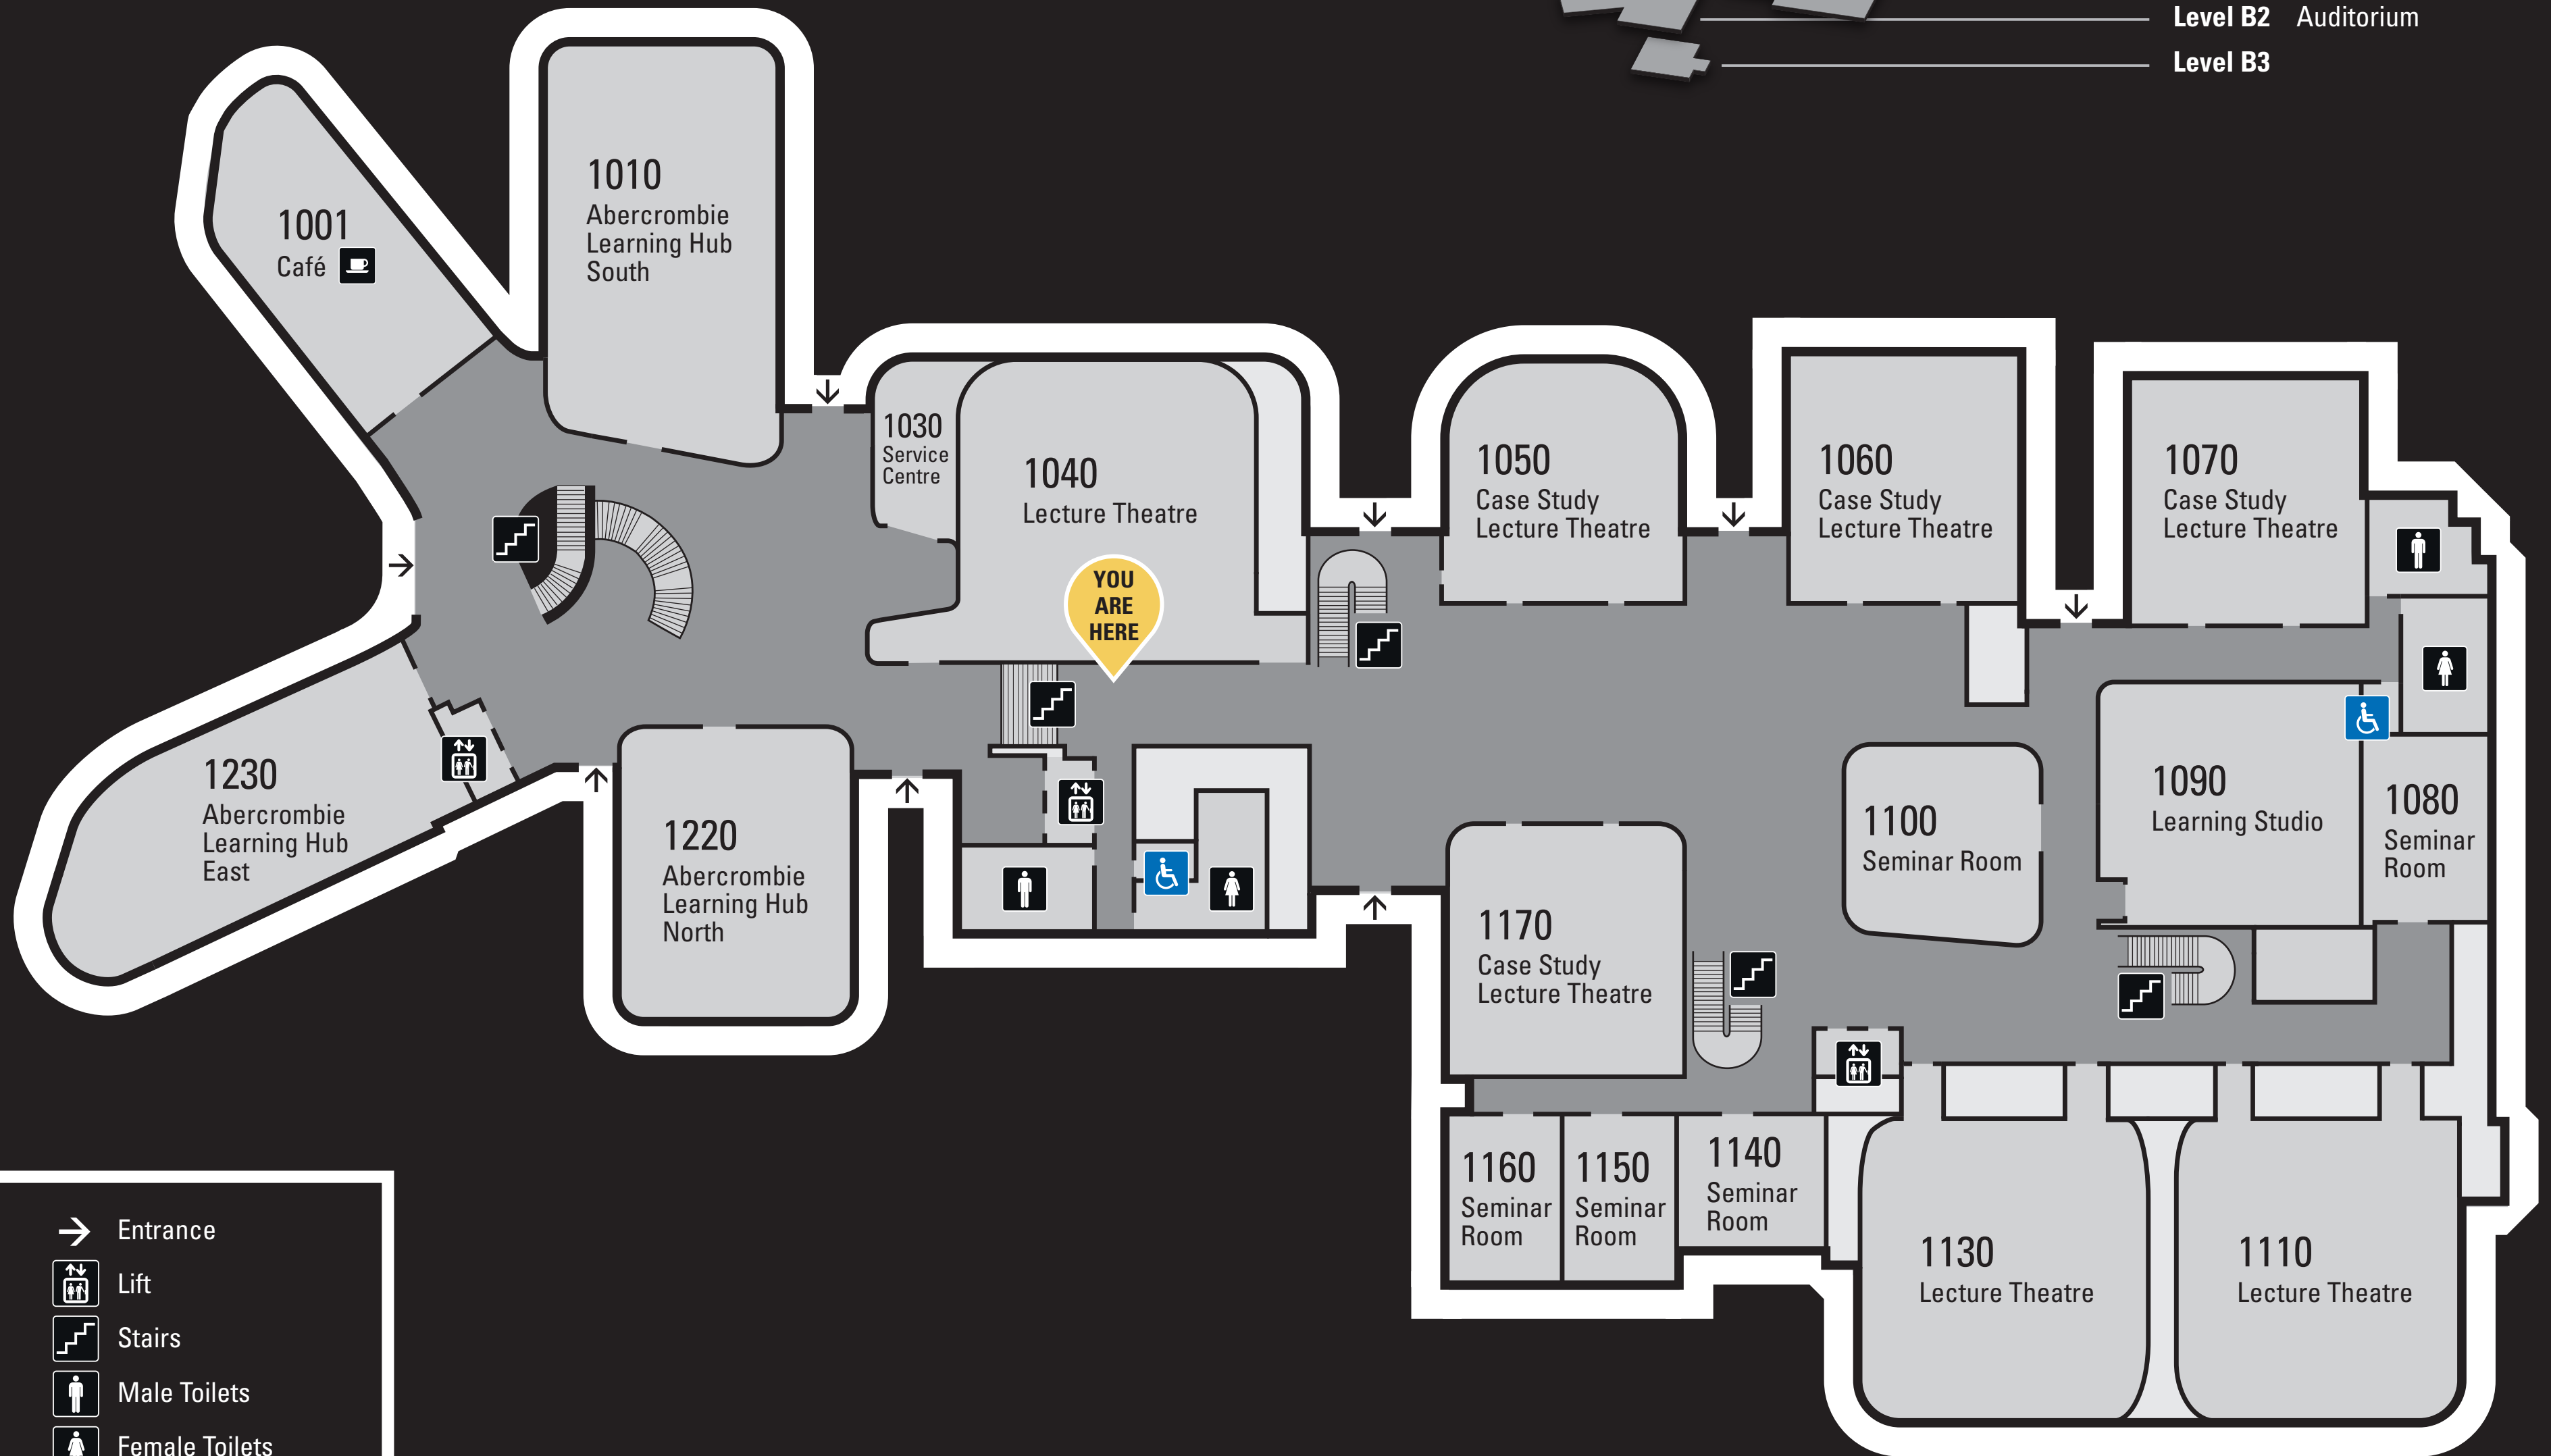 Level B2 Auditorium
Level B3
1001
Café
1010
Abercrombie
Learning Hub
South
1030
Service
Centre
1040
Lecture Theatre
YOU
ARE
HERE
1050
Case Study
Lecture Theatre
1060
Case Study
Lecture Theatre
1070
Case Study
Lecture Theatre
1230
Abercrombie
Learning Hub
East
1220
Abercrombie
Learning Hub
North
1170
Case Study
Lecture Theatre
1100
Seminar Room
1090
Learning Studio
1080
Seminar
Room
1160
Seminar
Room
1150
Seminar
Room
1140
Seminar
Room
1130
Lecture Theatre
1110
Lecture Theatre
Entrance
Lift
Stairs
Male Toilets
Female Toilets